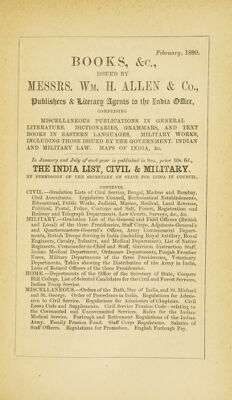 February, 1880.
BOOKS, &c.,
ISSUED BY
MESSRS. WM. H. ALLEN & Co.,
Publishers & Literary Agents to the India Office,
COMPRISING
MISCELLANEOUS PUBLICATIONS IN GENERAL
LITERATURE. DICTIONARIES, GRAMMARS, AND TEXT
BOOKS IN EASTERN LANGUAGES. MILITARY WORKS,
INCLUDING THOSE ISSUED BY THE GOVERNMENT. INDIAN
AND MILITARY LAW. MAPS OF INDIA, &c.
In January and July of each year is published in 8vo., price 10s. 6d.,
THE INDIA LIST, CIVIL & MILITARY.
BY PERMISSION OF THE SECRETARY OF STATE FOR INDIA IN COUNCIL.
CONTENTS.
CIVIL.—Gradation Lists of Civil Service, Bengal, Madras and Bombay.
Civil Annuitants. Legislative Council, Ecclesiastical Establishments,
Educational, Public Works, Judicial, Marine, Medical, Land Revenue,
Political, Postal, Police, Customs and Salt, Forest, Registration and
Railway and Telegraph Departments, Law Courts, Surveys, &c., &c.
MILITARY.—Gradation List of the General and Field Officers (British
and Local) of the three Presidencies, Staff Corps, Adjutants-General's
and Quartermasters-General's Offices, Army Commissariat Departments,
British Troops Serving in India (including Royal Artillery, Royal
Engineers, Cavalry, Infantry, and Medical Department), List of Native
Regiments, Commander-in-Chief and Staff, Garrison Instruction Staff,
Indian Medical Department, Ordnance Departments, Punjab Frontier
Force, Military Departments of the three Presidencies, Veterinary
Departments, Tables showing the Distribution of the Army in India,
Lists of Retired Officers of the three Presidencies.
HOME.—Departments of the Office of the Secretary of State, Coopers
Hill College, List of Selected Candidates for the Civil and Forest Services,
Indian Troop Service.
MISCELLANEOUS.—Orders of the Bath, Star of India, and St. Michael
and St. George. Order of Precedence in India. Regulations for Admission
to Civil Service. Regulations for Admission of Chaplains. Civil
Leave Code and Supplements. Civil Service Pension Code—relating to
the Covenanted and Uncovenanted Services. Rules for the Indian
Medical Service. Furlough and Retirement Regulations of the Indian
Army. Family Pension Fund. Staff Corps Regulations. Salaries of
Staff Officers. Regulations for Promotion. English Furlough Pay.